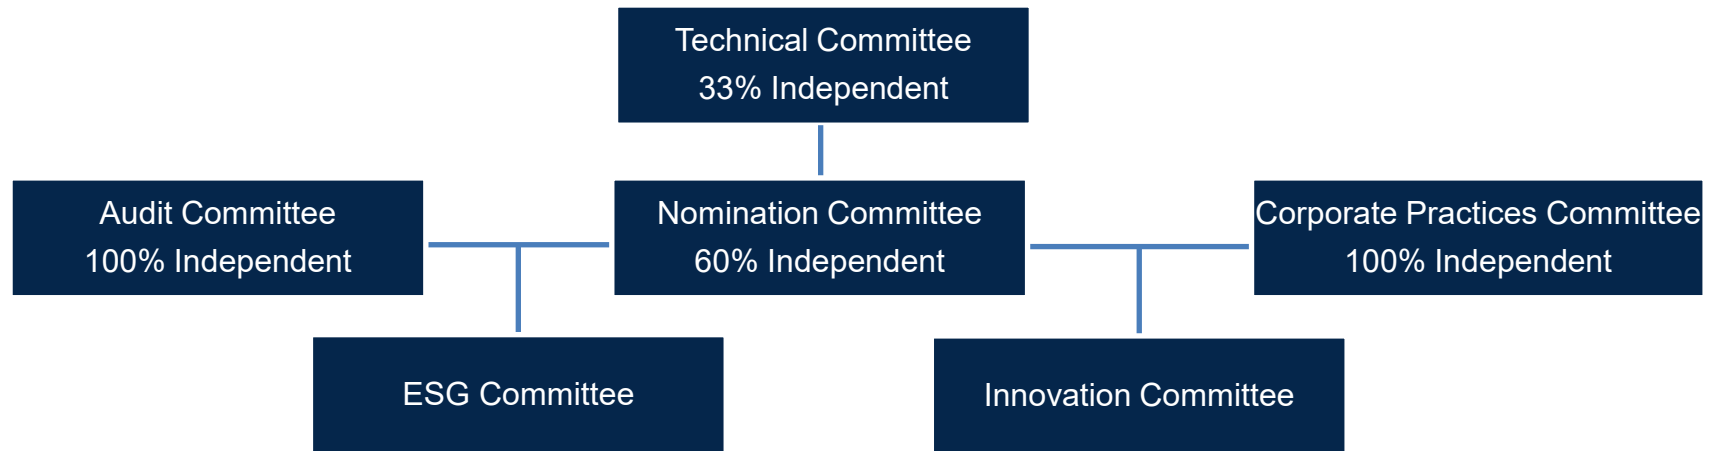 Technical Committee
33% Independent
Audit Committee
100% Independent
Nomination Committee
60% Independent
Corporate Practices Committee
100% Independent
ESG Committee
Innovation Committee